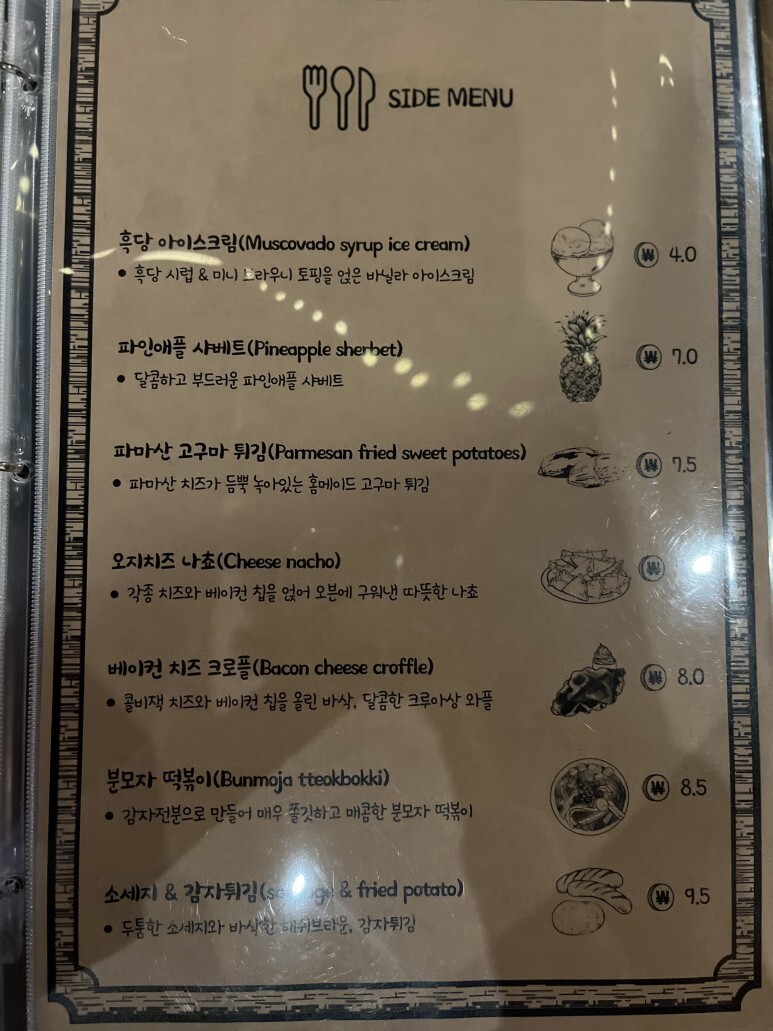 SIDE MENU
흑당 아이스크림(Muscovado syrup ice cream) ₩ 4.0
• 흑당 시럽 & 미니 브라우니 토핑을 얹은 바닐라 아이스크림
파인애플 샤베트(Pineapple sherbet) ₩ 7.0
• 달콤하고 부드러운 파인애플 샤베트
파마산 고구마 튀김(Parmesan fried sweet potatoes) ₩ 7.5
• 파마산 치즈가 듬뿍 녹아있는 홈메이드 고구마 튀김
오지치즈 나쵸(Cheese nacho) ₩
• 각종 치즈와 베이컨 칩을 얹어 오븐에 구워낸 따뜻한 나쵸
베이컨 치즈 크로플(Bacon cheese croffle) ₩ 8.0
• 콜비잭 치즈와 베이컨 칩을 올린 바삭, 달콤한 크루아상 와플
분모자 떡볶이(Bunmoja tteokbokki) ₩ 8.5
• 감자전분으로 만들어 매우 쫄깃하고 매콤한 분모자 떡볶이
소세지 & 감자튀김(sausage & fried potato) ₩ 9.5
• 두툼한 소세지와 바삭한 해쉬브라운, 감자튀김